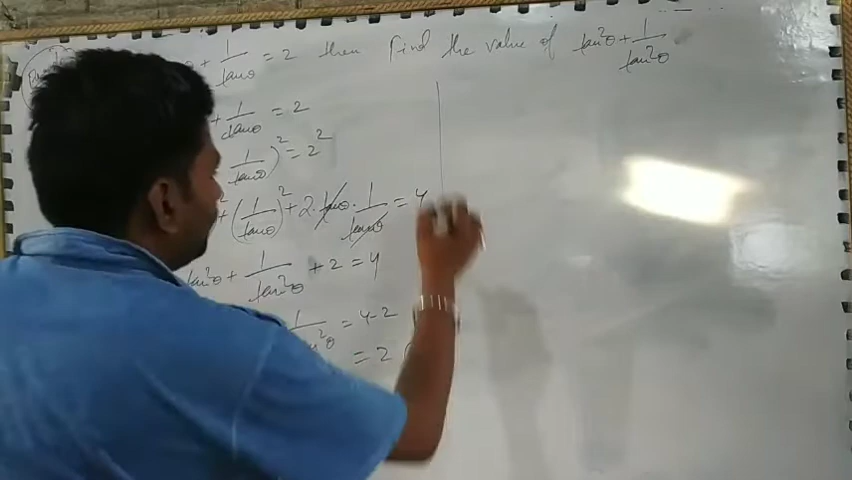 + 1/tanθ = 2 then Find the value of tan²θ + 1/tan²θ
+ 1/tanθ = 2
1/tanθ)² = 2²
+ (1/tanθ)² + 2·tanθ·1/tanθ = 4
tan²θ + 1/tan²θ + 2 = 4
1/tan²θ = 4-2
= 2